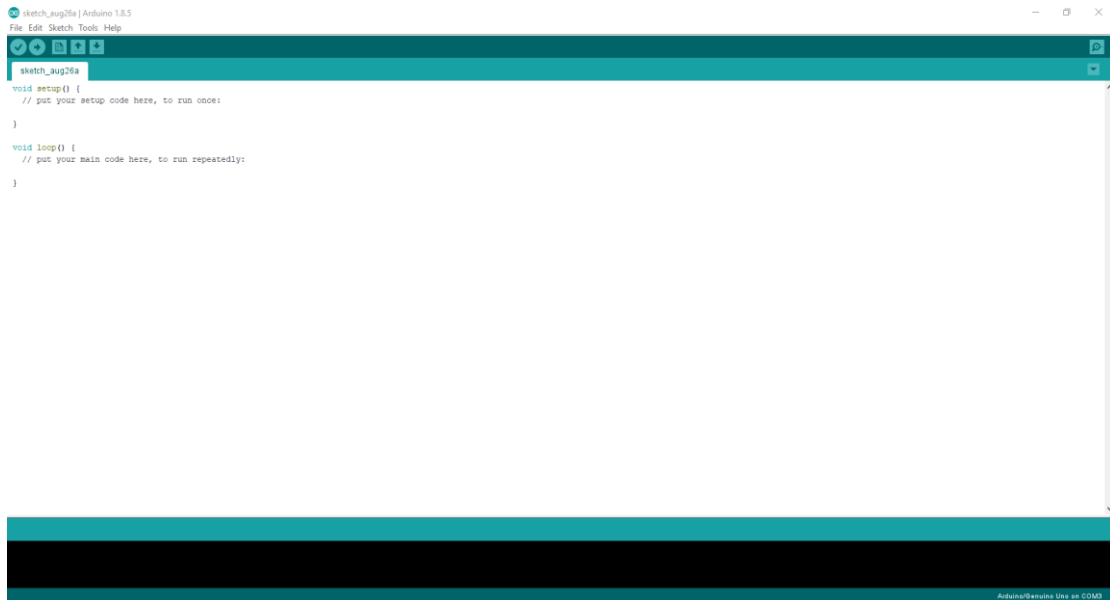 sketch_aug26a | Arduino 1.8.5
File Edit Sketch Tools Help
sketch_aug26a
void setup() {
  // put your setup code here, to run once:
}
void loop() {
  // put your main code here, to run repeatedly:
}
Arduino/Genuino Uno on COM3